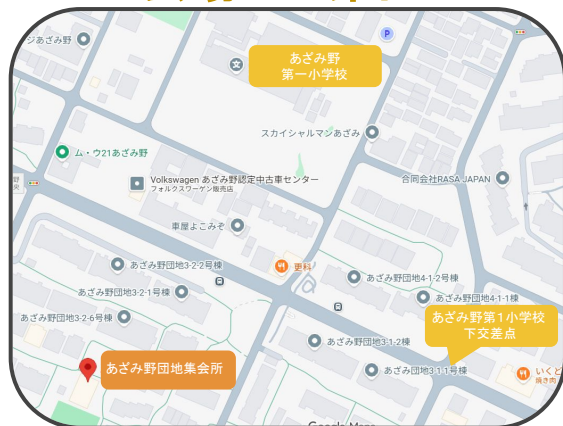 ジあざみ野
P
あざみ野
第一小学校
文
スカイシャルマンあざみ
ム・ウ21あざみ野
Volkswagen あざみ野認定中古車センター
フォルクスワーゲン販売店
合同会社RASA JAPAN
車屋よこみぞ
あざみ野団地3-2-2号棟
更科
あざみ野団地4-1-2号棟
あざみ野団地3-2-1号棟
あざみ野団地4-1-1棟
あざみ野団地3-2-6号棟
あざみ野第1小学校
下交差点
あざみ野団地3-1-2棟
あざみ野団地集会所
あざみ野団地3-1-1号棟
いくど
焼き肉
Google Maps